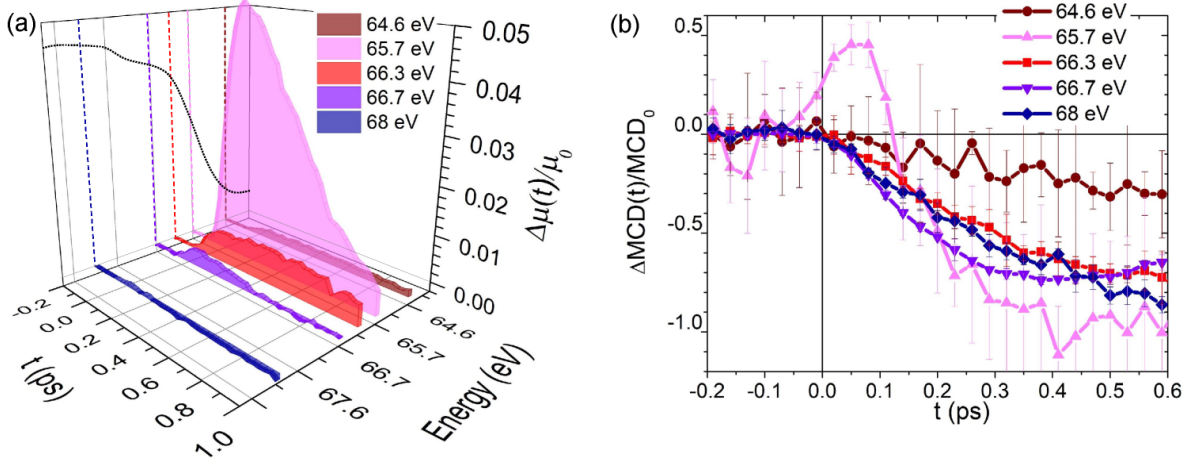 (a)
64.6 eV
65.7 eV
66.3 eV
66.7 eV
68 eV
0.05
0.04
0.03
0.02
0.01
0.00
Δμ(t)/μ₀
-0.2
0.0
0.2
0.4
0.6
0.8
1.0
t (ps)
64.6
65.7
66.7
67.6
Energy (eV)
(b)
64.6 eV
65.7 eV
66.3 eV
66.7 eV
68 eV
0.5
0.0
-0.5
-1.0
ΔMCD(t)/MCD₀
-0.2
-0.1
0.0
0.1
0.2
0.3
0.4
0.5
0.6
t (ps)